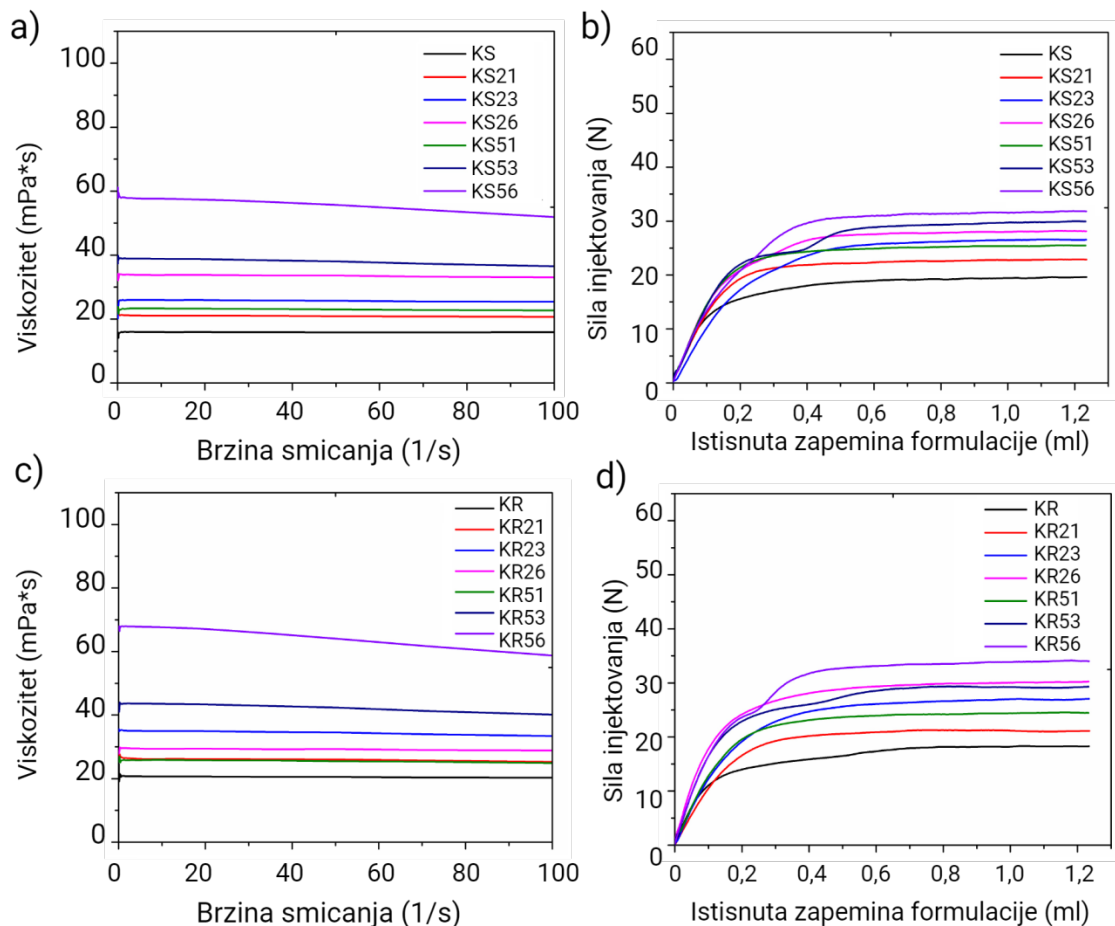 a)
100
80
60
40
20
0
Viskozitet (mPa*s)
KS
KS21
KS23
KS26
KS51
KS53
KS56
0 20 40 60 80 100
Brzina smicanja (1/s)
b)
60
50
40
30
20
10
0
Sila injektovanja (N)
KS
KS21
KS23
KS26
KS51
KS53
KS56
0 0,2 0,4 0,6 0,8 1,0 1,2
Istisnuta zapemina formulacije (ml)
c)
100
80
60
40
20
0
Viskozitet (mPa*s)
KR
KR21
KR23
KR26
KR51
KR53
KR56
0 20 40 60 80 100
Brzina smicanja (1/s)
d)
60
50
40
30
20
10
0
Sila injektovanja (N)
KR
KR21
KR23
KR26
KR51
KR53
KR56
0 0,2 0,4 0,6 0,8 1,0 1,2
Istisnuta zapemina formulacije (ml)